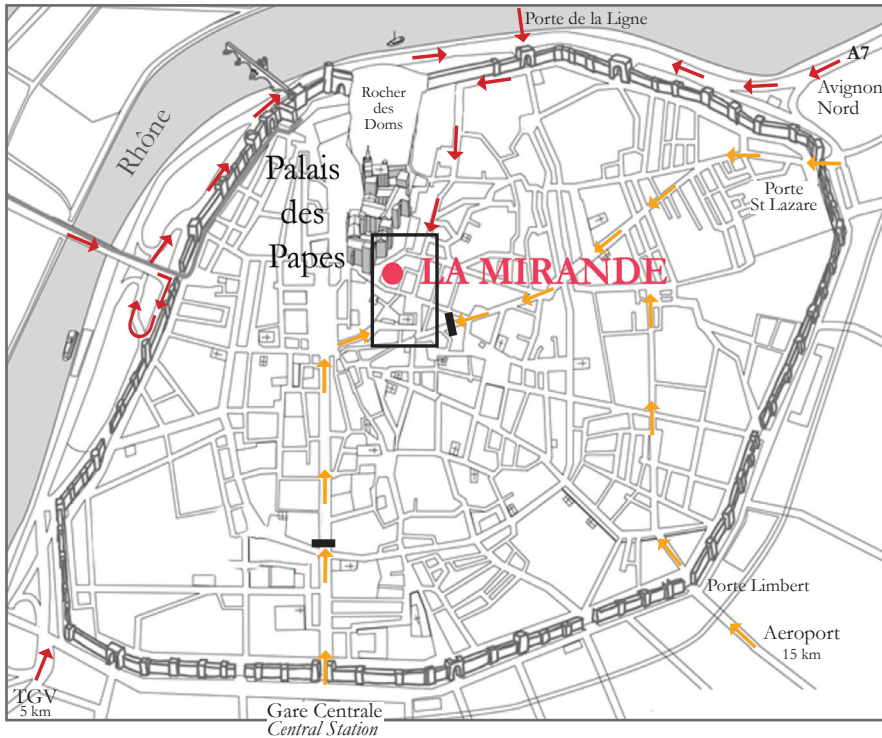 Porte de la Ligne
A7
Avignon
Nord
Rocher
des
Doms
Rhône
Palais
des
Papes
Porte
St Lazare
LA MIRANDE
Porte Limbert
Aeroport
15 km
TGV
5 km
Gare Centrale
Central Station